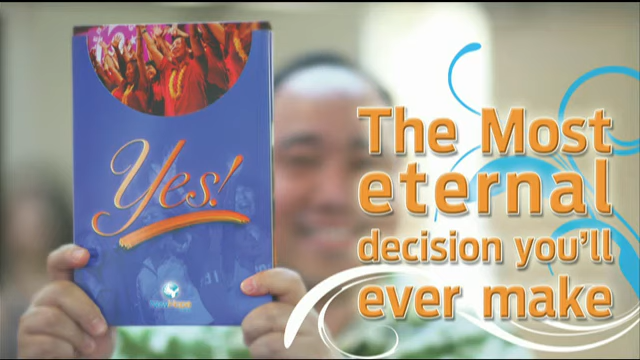 Yes!
The Most
eternal
decision you'll
ever make